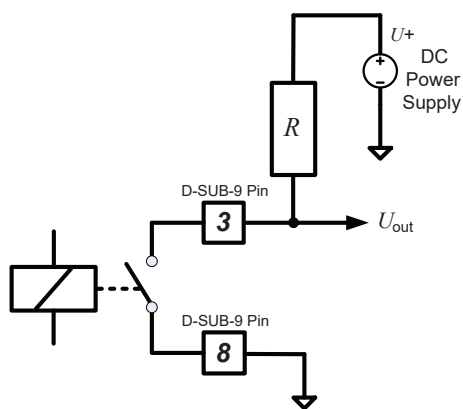 U+
DC
Power
Supply
+
−
R
D-SUB-9 Pin
3
Uout
D-SUB-9 Pin
8